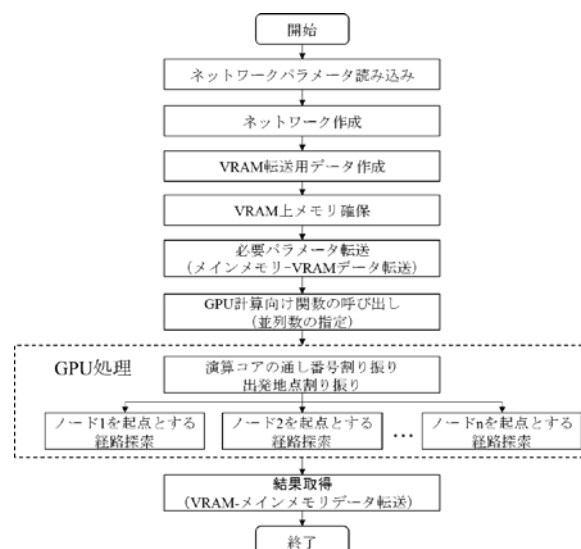 開始
ネットワークパラメータ読み込み
ネットワーク作成
VRAM転送用データ作成
VRAM上メモリ確保
必要パラメータ転送
(メインメモリ-VRAMデータ転送)
GPU計算向け関数の呼び出し
(並列数の指定)
GPU処理
演算コアの通し番号割り振り
出発地点割り振り
ノード1を起点とする
経路探索
ノード2を起点とする
経路探索
…
ノードnを起点とする
経路探索
結果取得
(VRAM-メインメモリデータ転送)
終了